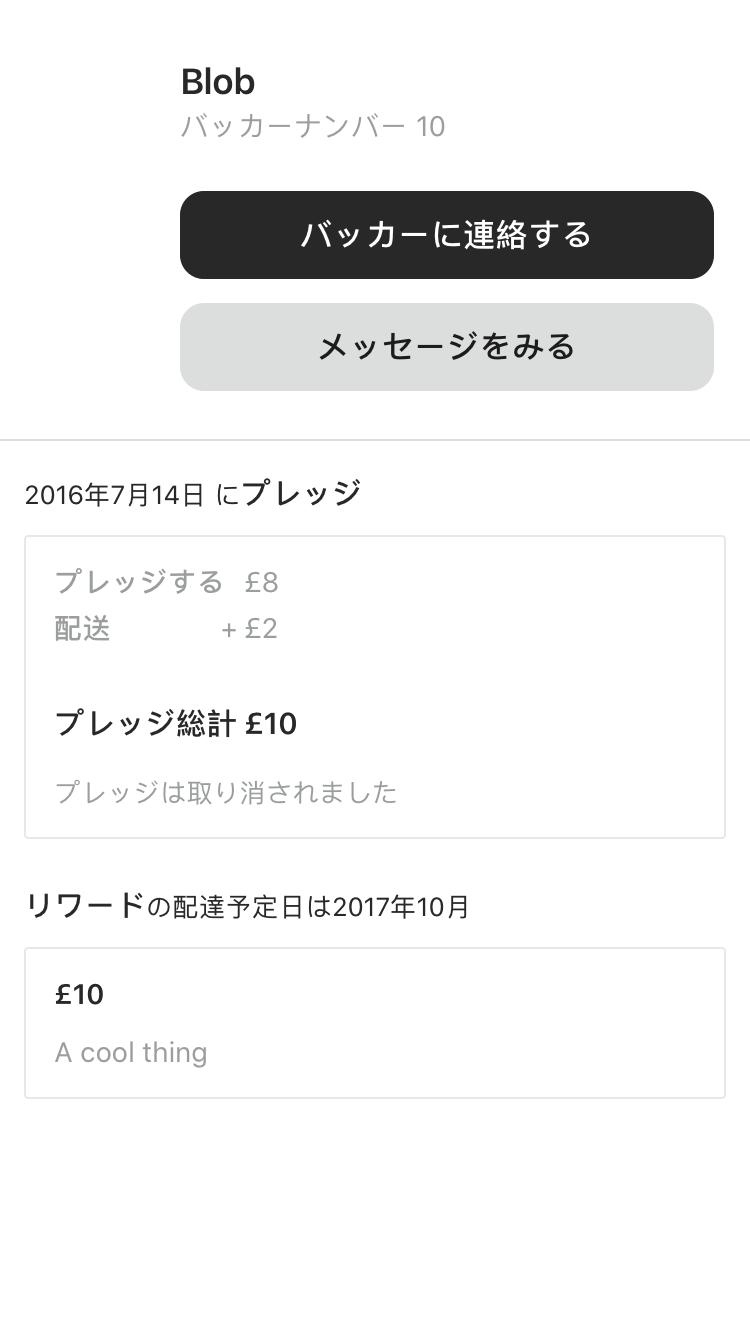 Blob
バッカーナンバー 10
バッカーに連絡する
メッセージをみる
2016年7月14日 にプレッジ
プレッジする £8
配送 + £2
プレッジ総計 £10
プレッジは取り消されました
リワードの配達予定日は2017年10月
£10
A cool thing